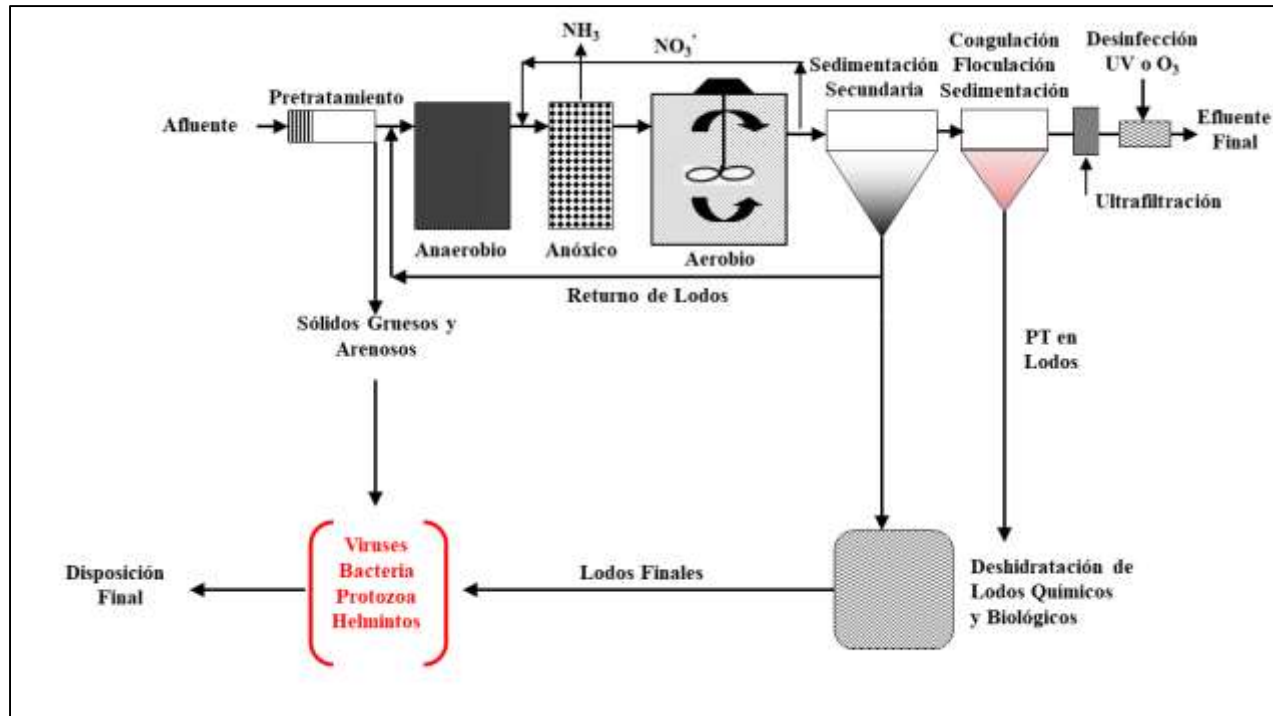 NH3
NO3-
Coagulación
Floculación
Sedimentación
Desinfección
UV o O3
Sedimentación
Secundaria
Pretratamiento
Afluente
Efluente
Final
Ultrafiltración
Anaerobio
Anóxico
Aerobio
Returno de Lodos
Sólidos Gruesos y
Arenosos
PT en
Lodos
Viruses
Bacteria
Protozoa
Helmintos
Disposición
Final
Lodos Finales
Deshidratación de
Lodos Químicos
y Biológicos